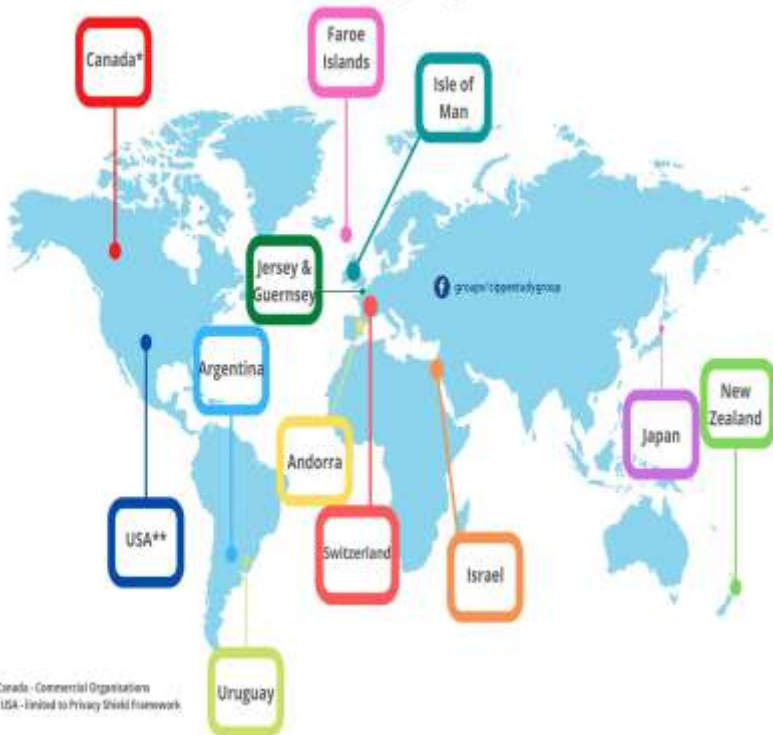 Canada*
Faroe
Islands
Isle of
Man
Jersey &
Guernsey
groups/cippestudygroup
Argentina
New
Zealand
Japan
Andorra
USA**
Switzerland
Israel
Uruguay
Canada - Commercial Organisations
USA - limited to Privacy Shield Framework